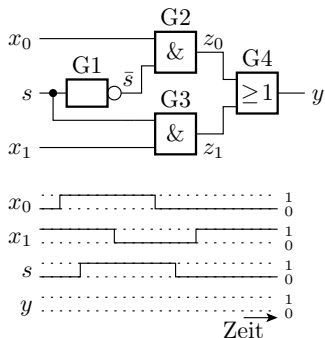 G2
x₀ & z₀ G4
G1 s̄
s G3 ≥1 y
x₁ & z₁
x₀ 1 0
x₁ 1 0
s 1 0
y 1 0
Zeit